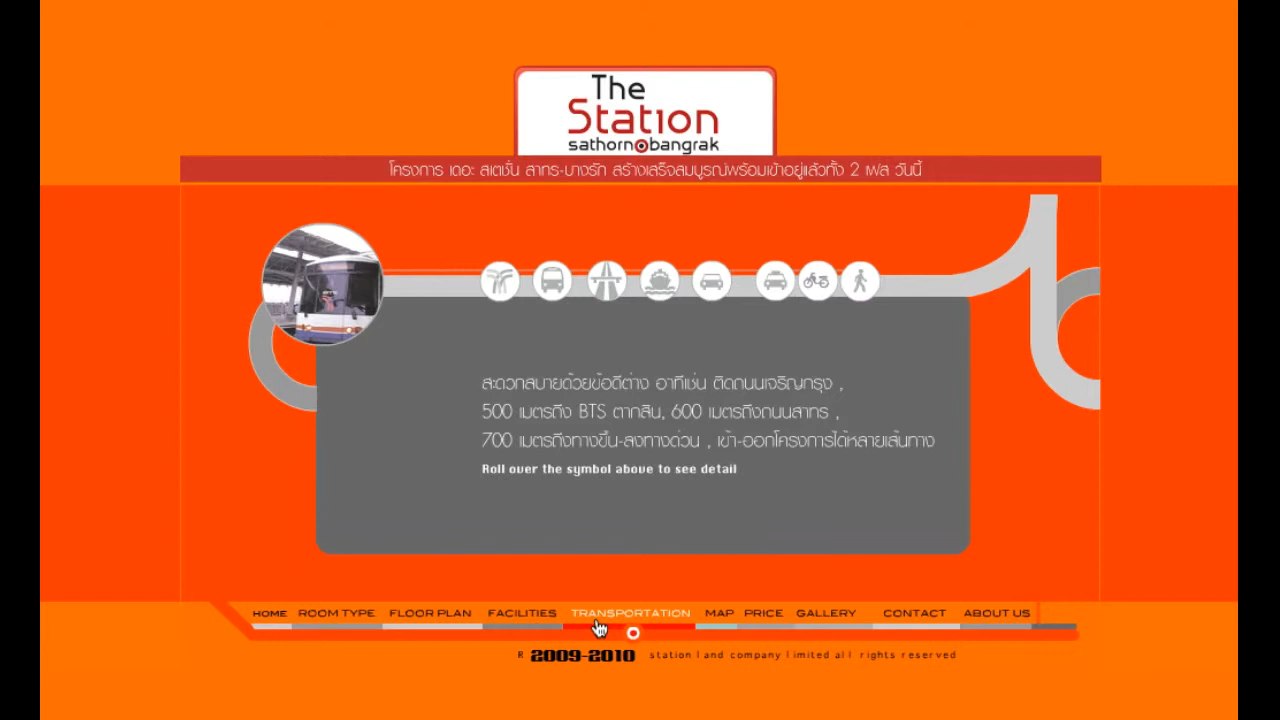 The
Station
sathorn bangrak
โครงการ เดอะ สเตชั่น สาทร-บางรัก สร้างเสร็จสมบูรณ์พร้อมเข้าอยู่แล้วทั้ง 2 เฟส วันนี้
สะดวกสบายด้วยข้อดีต่าง อาทิเช่น ติดถนนเจริญกรุง ,
500 เมตรถึง BTS ตากสิน, 600 เมตรถึงถนนสาทร ,
700 เมตรถึงทางขึ้น-ลงทางด่วน , เข้า-ออกโครงการได้หลายเส้นทาง
Roll over the symbol above to see detail
HOME ROOM TYPE FLOOR PLAN FACILITIES TRANSPORTATION MAP PRICE GALLERY CONTACT ABOUT US
R 2009-2010 station land company limited all rights reserved